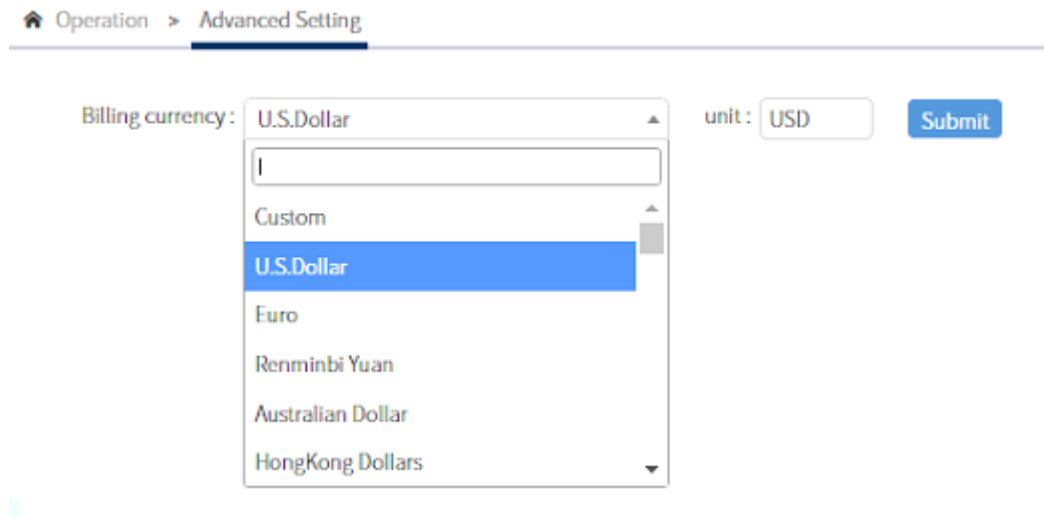 Operation > Advanced Setting
Billing currency : U.S.Dollar unit : USD Submit
Custom
U.S.Dollar
Euro
Renminbi Yuan
Australian Dollar
HongKong Dollars